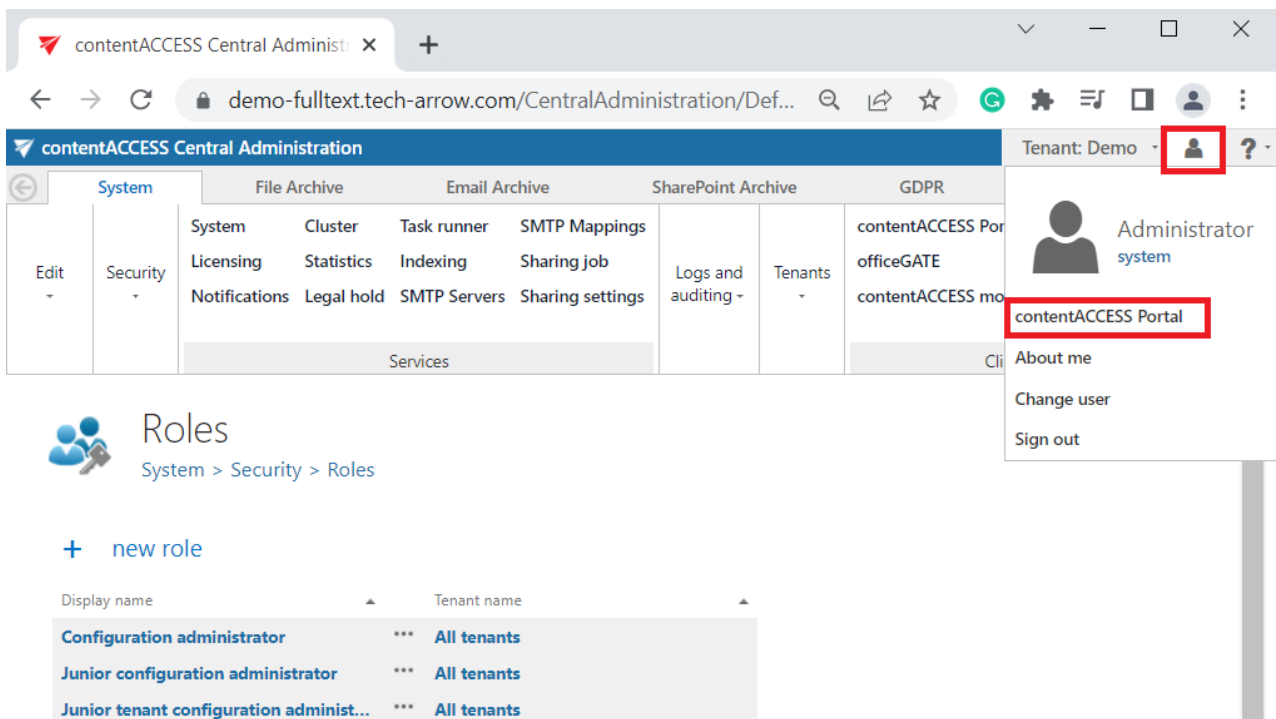 contentACCESS Central Administ
demo-fulltext.tech-arrow.com/CentralAdministration/Def...
G
contentACCESS Central Administration
Tenant: Demo
?
System File Archive Email Archive SharePoint Archive GDPR
Administrator
system
Edit
Security
System Cluster Task runner SMTP Mappings
Licensing Statistics Indexing Sharing job
Notifications Legal hold SMTP Servers Sharing settings
Services
Logs and
auditing
Tenants
contentACCESS Por
officeGATE
contentACCESS mo
Cli
contentACCESS Portal
About me
Change user
Sign out
Roles
System > Security > Roles
+ new role
Display name Tenant name
Configuration administrator ••• All tenants
Junior configuration administrator ••• All tenants
Junior tenant configuration administ... ••• All tenants